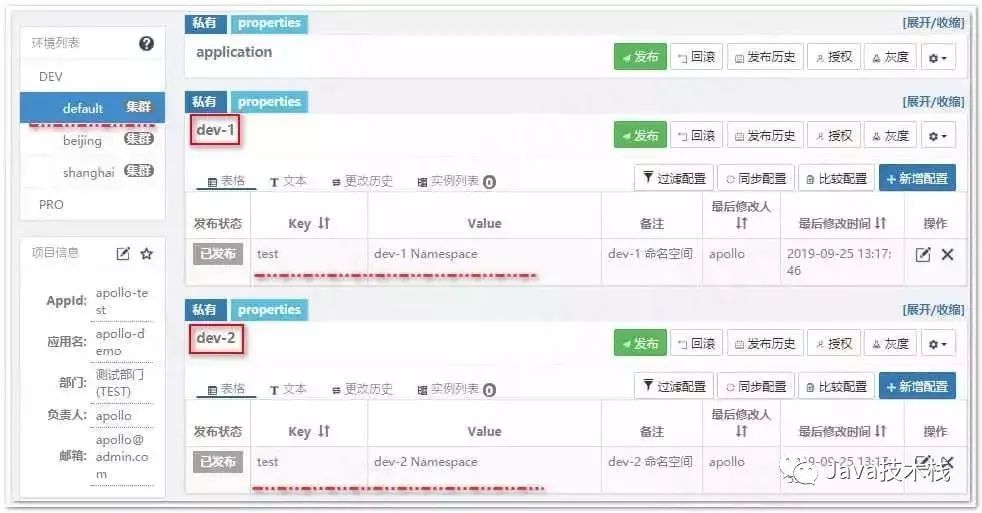 环境列表
DEV
default 集群
beijing 集群
shanghai 集群
PRO
项目信息
AppId: apollo-te
st
应用名: apollo-d
emo
部门: 测试部门
(TEST)
负责人: apollo
邮箱: apollo@
admin.co
m
私有 properties [展开/收缩]
application 发布 回滚 发布历史 授权 灰度
私有 properties [展开/收缩]
dev-1 发布 回滚 发布历史 授权 灰度
表格 文本 更改历史 实例列表 0 过滤配置 同步配置 比较配置 +新增配置
发布状态 Key Value 备注 最后修改人 最后修改时间 操作
已发布 test dev-1 Namespace dev-1 命名空间 apollo 2019-09-25 13:17:
46
私有 properties [展开/收缩]
dev-2 发布 回滚 发布历史 授权 灰度
表格 文本 更改历史 实例列表 0 过滤配置 同步配置 比较配置 +新增配置
发布状态 Key Value 备注 最后修改人 最后修改时间 操作
已发布 test dev-2 Namespace dev-2 命名空间 apollo
Java技术栈